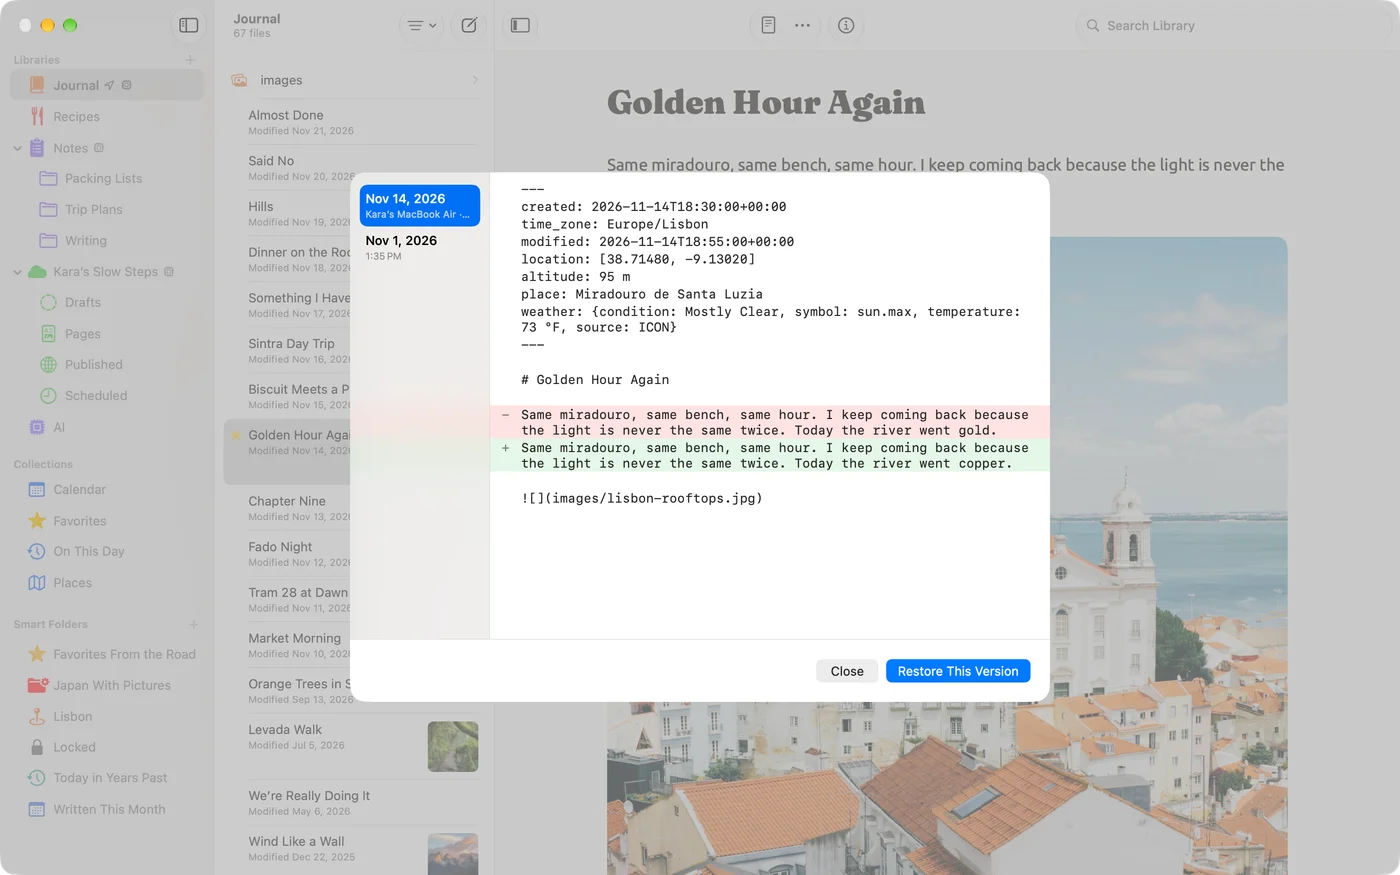 Libraries
Journal
Recipes
Notes
Packing Lists
Trip Plans
Writing
Kara's Slow Steps
Drafts
Pages
Published
Scheduled
AI
Collections
Calendar
Favorites
On This Day
Places
Smart Folders
Favorites From the Road
Japan With Pictures
Lisbon
Locked
Today in Years Past
Written This Month
Journal
67 files
images
Almost Done
Modified Nov 21, 2026
Said No
Modified Nov 20, 2026
Hills
Modified Nov 19, 202
Dinner on the Roo
Modified Nov 18, 202
Something I Have
Modified Nov 17, 202
Sintra Day Trip
Modified Nov 16, 202
Biscuit Meets a P
Modified Nov 15, 202
Golden Hour Aga
Modified Nov 14, 202
Chapter Nine
Modified Nov 13, 202
Fado Night
Modified Nov 12, 202
Tram 28 at Dawn
Modified Nov 11, 202
Market Morning
Modified Nov 10, 202
Orange Trees in S
Modified Sep 13, 202
Levada Walk
Modified Jul 5, 2026
We're Really Doing It
Modified May 6, 2026
Wind Like a Wall
Modified Dec 22, 2025
Search Library
Golden Hour Again
Same miradouro, same bench, same hour. I keep coming back because the light is never the
Nov 14, 2026
Kara's MacBook Air ·...
Nov 1, 2026
1:35 PM
---
created: 2026-11-14T18:30:00+00:00
time_zone: Europe/Lisbon
modified: 2026-11-14T18:55:00+00:00
location: [38.71480, -9.13020]
altitude: 95 m
place: Miradouro de Santa Luzia
weather: {condition: Mostly Clear, symbol: sun.max, temperature:
73 °F, source: ICON}
---
# Golden Hour Again
- Same miradouro, same bench, same hour. I keep coming back because
the light is never the same twice. Today the river went gold.
+ Same miradouro, same bench, same hour. I keep coming back because
the light is never the same twice. Today the river went copper.
![](images/lisbon-rooftops.jpg)
Close
Restore This Version